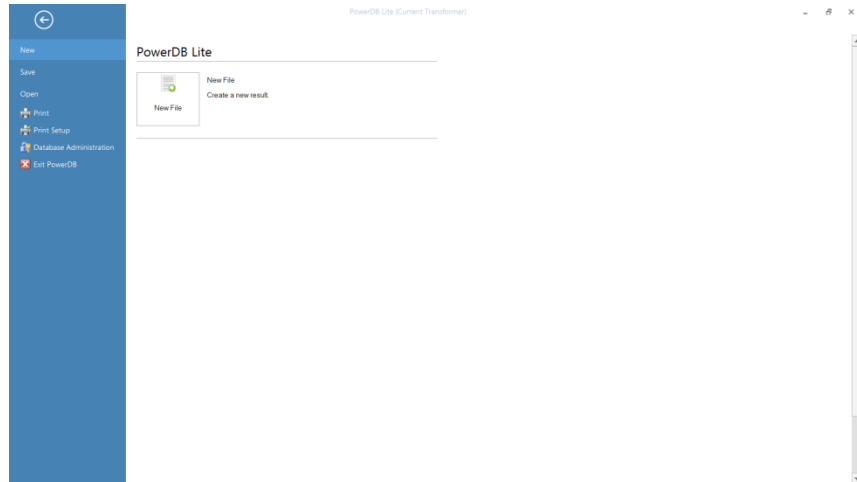 PowerDB Lite (Current Transformer)
New
Save
Open
Print
Print Setup
Database Administration
Exit PowerDB
PowerDB Lite
New File
New File
Create a new result.